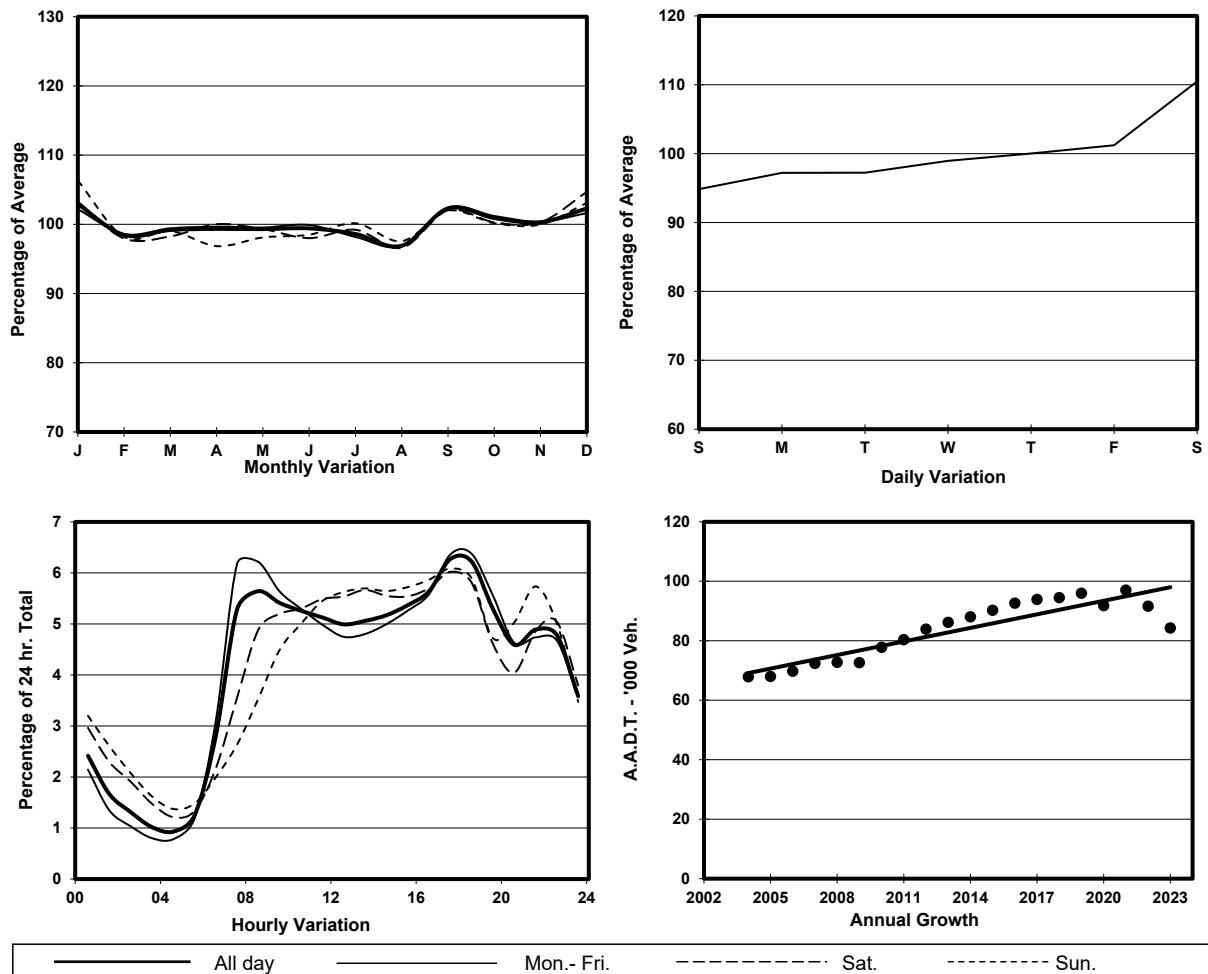 130
120
110
100
90
80
70
Percentage of Average
J F M A M J J A S O N D
Monthly Variation
120
110
100
90
80
70
60
Percentage of Average
S M T W T F S
Daily Variation
7
6
5
4
3
2
1
0
Percentage of 24 hr. Total
00 04 08 12 16 20 24
Hourly Variation
120
100
80
60
40
20
0
A.A.D.T. - '000 Veh.
2002 2005 2008 2011 2014 2017 2020 2023
Annual Growth
All day Mon.- Fri. Sat. Sun.